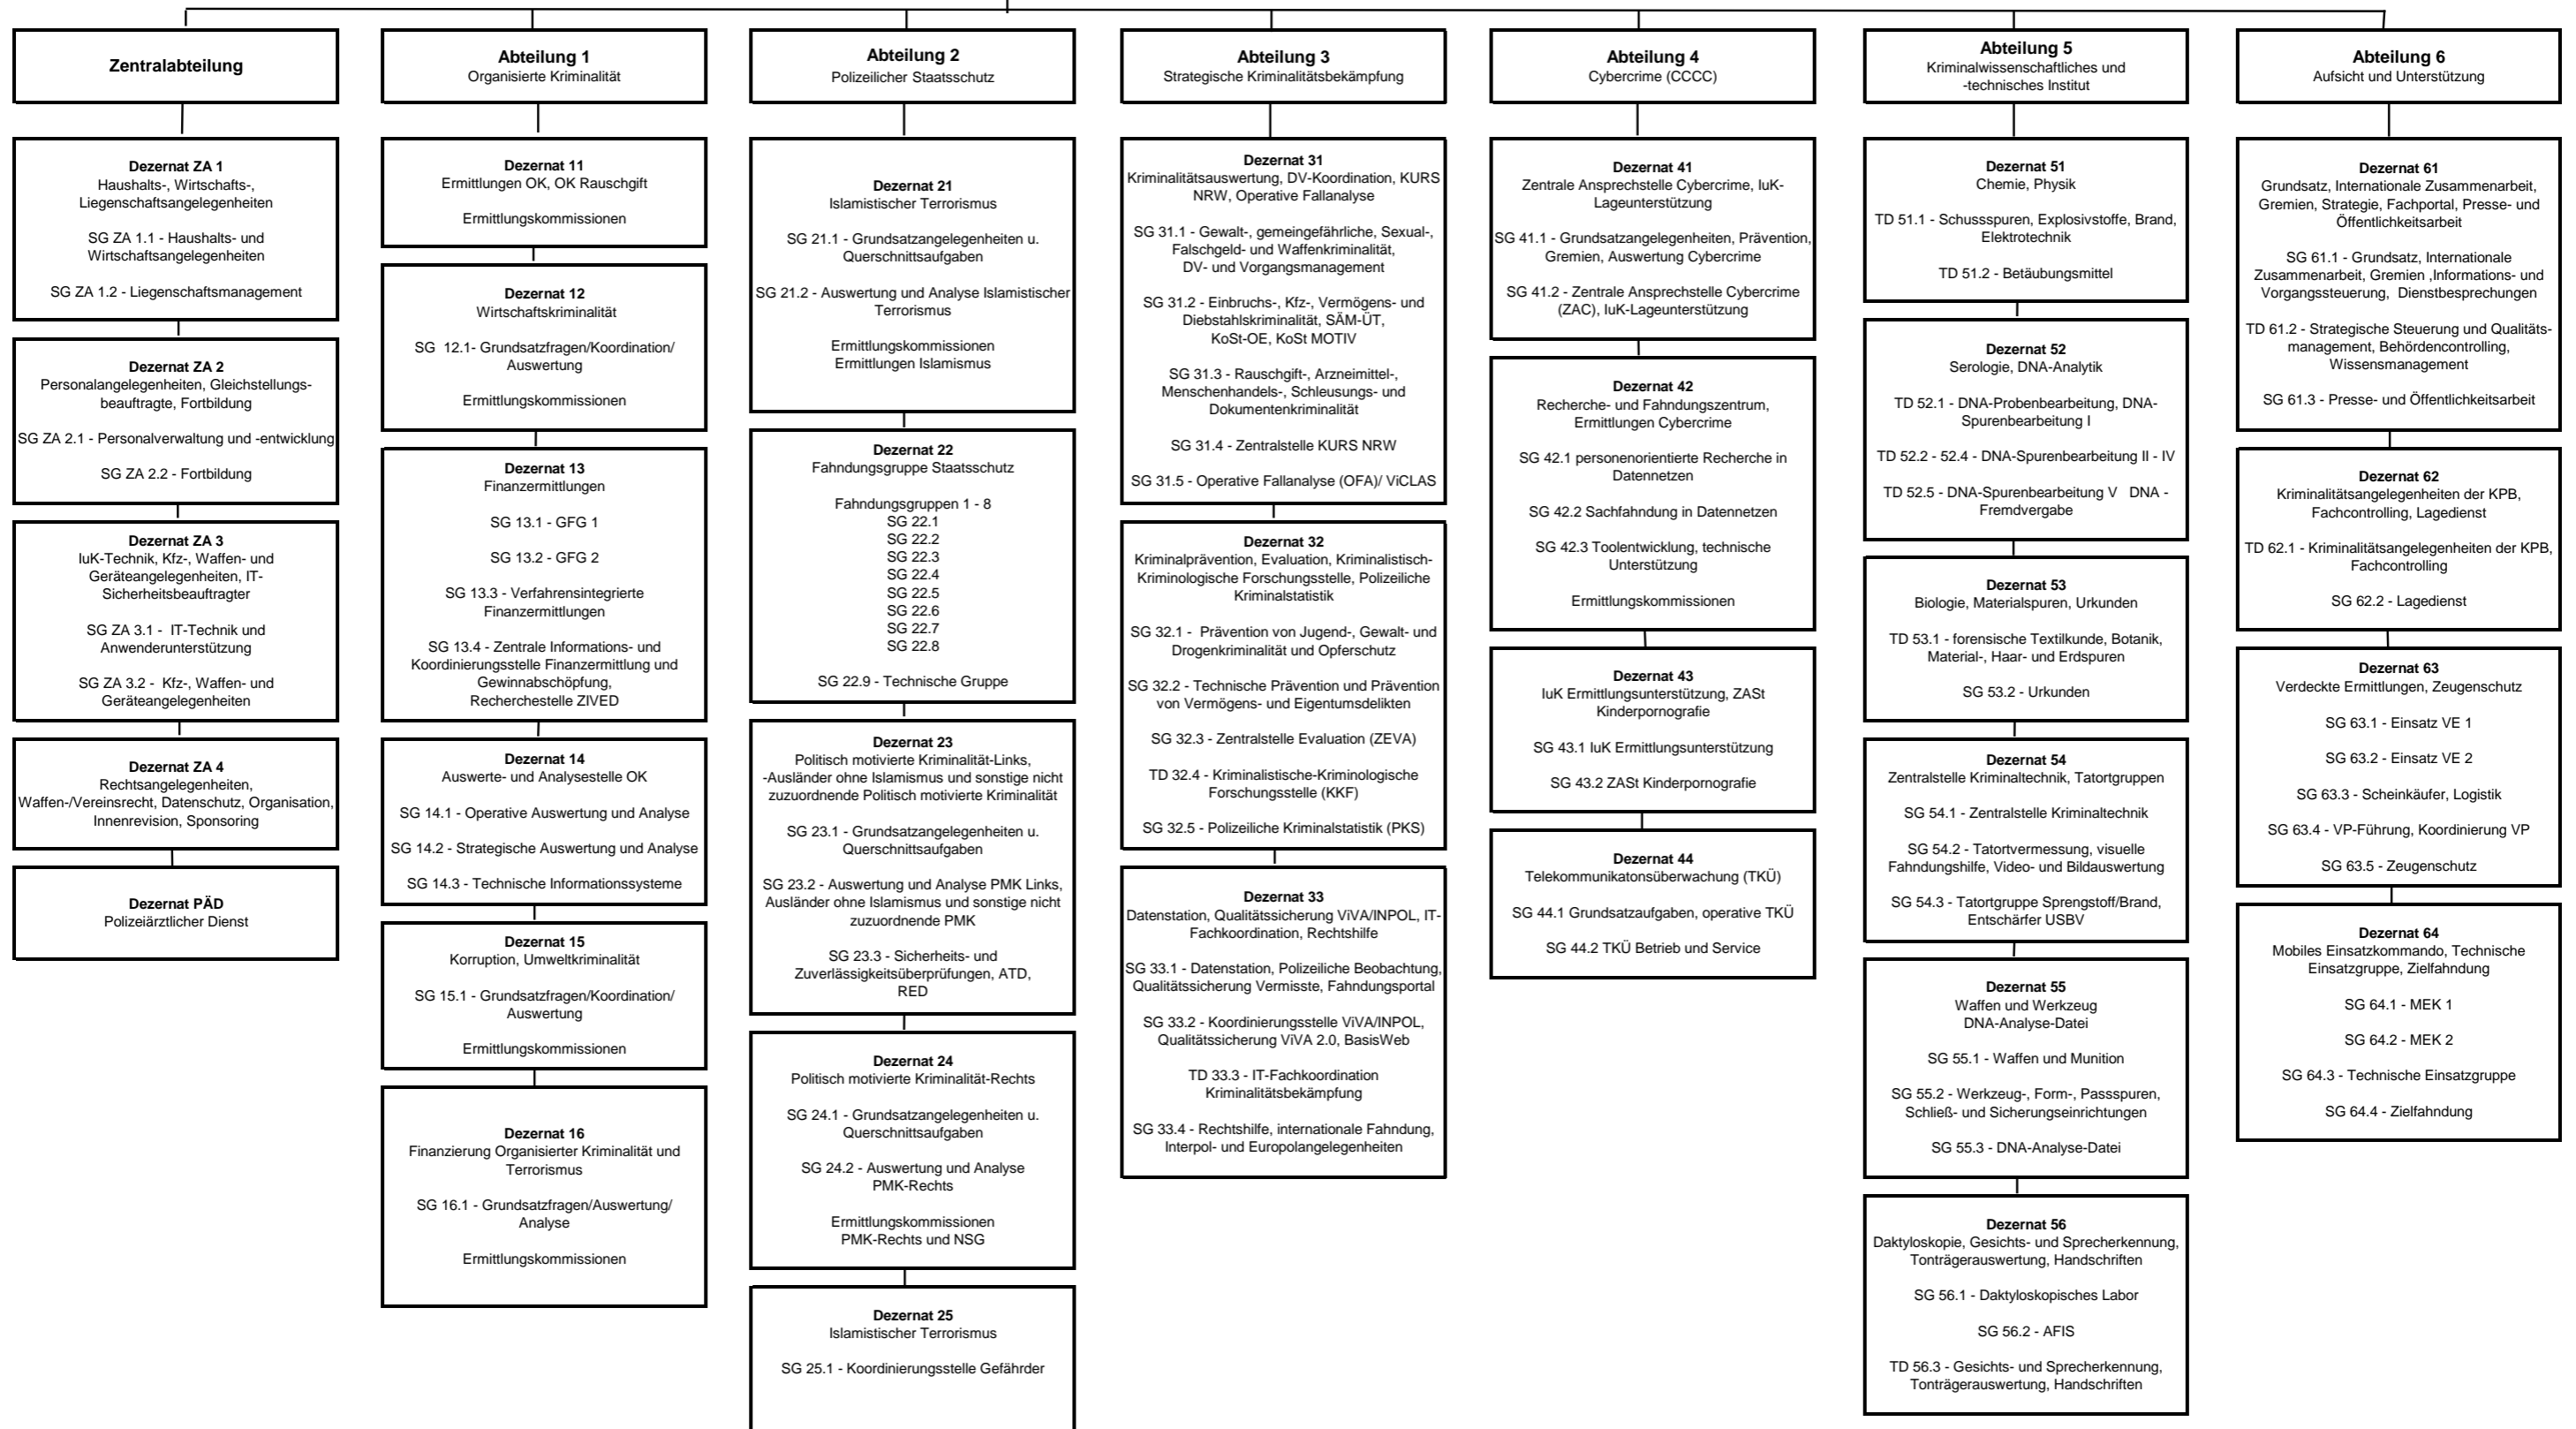 Zentralabteilung
Dezernat ZA 1
Haushalts-, Wirtschafts-,
Liegenschaftsangelegenheiten
SG ZA 1.1 - Haushalts- und
Wirtschaftsangelegenheiten
SG ZA 1.2 - Liegenschaftsmanagement
Dezernat ZA 2
Personalangelegenheiten, Gleichstellungs-
beauftragte, Fortbildung
SG ZA 2.1 - Personalverwaltung und -entwicklung
SG ZA 2.2 - Fortbildung
Dezernat ZA 3
IuK-Technik, Kfz-, Waffen- und
Geräteangelegenheiten, IT-
Sicherheitsbeauftragter
SG ZA 3.1 - IT-Technik und
Anwenderunterstützung
SG ZA 3.2 - Kfz-, Waffen- und
Geräteangelegenheiten
Dezernat ZA 4
Rechtsangelegenheiten,
Waffen-/Vereinsrecht, Datenschutz, Organisation,
Innenrevision, Sponsoring
Dezernat PÄD
Polizeiärztlicher Dienst
Abteilung 1
Organisierte Kriminalität
Dezernat 11
Ermittlungen OK, OK Rauschgift
Ermittlungskommissionen
Dezernat 12
Wirtschaftskriminalität
SG 12.1- Grundsatzfragen/Koordination/
Auswertung
Ermittlungskommissionen
Dezernat 13
Finanzermittlungen
SG 13.1 - GFG 1
SG 13.2 - GFG 2
SG 13.3 - Verfahrensintegrierte
Finanzermittlungen
SG 13.4 - Zentrale Informations- und
Koordinierungsstelle Finanzermittlung und
Gewinnabschöpfung,
Recherchestelle ZIVED
Dezernat 14
Auswerte- und Analysestelle OK
SG 14.1 - Operative Auswertung und Analyse
SG 14.2 - Strategische Auswertung und Analyse
SG 14.3 - Technische Informationssysteme
Dezernat 15
Korruption, Umweltkriminalität
SG 15.1 - Grundsatzfragen/Koordination/
Auswertung
Ermittlungskommissionen
Dezernat 16
Finanzierung Organisierter Kriminalität und
Terrorismus
SG 16.1 - Grundsatzfragen/Auswertung/
Analyse
Ermittlungskommissionen
Abteilung 2
Polizeilicher Staatsschutz
Dezernat 21
Islamistischer Terrorismus
SG 21.1 - Grundsatzangelegenheiten u.
Querschnittsaufgaben
SG 21.2 - Auswertung und Analyse Islamistischer
Terrorismus
Ermittlungskommissionen
Ermittlungen Islamismus
Dezernat 22
Fahndungsgruppe Staatsschutz
Fahndungsgruppen 1 - 8
SG 22.1
SG 22.2
SG 22.3
SG 22.4
SG 22.5
SG 22.6
SG 22.7
SG 22.8
SG 22.9 - Technische Gruppe
Dezernat 23
Politisch motivierte Kriminalität-Links,
-Ausländer ohne Islamismus und sonstige nicht
zuzuordnende Politisch motivierte Kriminalität
SG 23.1 - Grundsatzangelegenheiten u.
Querschnittsaufgaben
SG 23.2 - Auswertung und Analyse PMK Links,
Ausländer ohne Islamismus und sonstige nicht
zuzuordnende PMK
SG 23.3 - Sicherheits- und
Zuverlässigkeitsüberprüfungen, ATD,
RED
Dezernat 24
Politisch motivierte Kriminalität-Rechts
SG 24.1 - Grundsatzangelegenheiten u.
Querschnittsaufgaben
SG 24.2 - Auswertung und Analyse
PMK-Rechts
Ermittlungskommissionen
PMK-Rechts und NSG
Dezernat 25
Islamistischer Terrorismus
SG 25.1 - Koordinierungsstelle Gefährder
Abteilung 3
Strategische Kriminalitätsbekämpfung
Dezernat 31
Kriminalitätsauswertung, DV-Koordination, KURS
NRW, Operative Fallanalyse
SG 31.1 - Gewalt-, gemeingefährliche, Sexual-,
Falschgeld- und Waffenkriminalität,
DV- und Vorgangsmanagement
SG 31.2 - Einbruchs-, Kfz-, Vermögens- und
Diebstahlskriminalität, SÄM-ÜT,
KoSt-OE, KoSt MOTIV
SG 31.3 - Rauschgift-, Arzneimittel-,
Menschenhandels-, Schleusungs- und
Dokumentenkriminalität
SG 31.4 - Zentralstelle KURS NRW
SG 31.5 - Operative Fallanalyse (OFA)/ ViCLAS
Dezernat 32
Kriminalprävention, Evaluation, Kriminalistisch-
Kriminologische Forschungsstelle, Polizeiliche
Kriminalstatistik
SG 32.1 - Prävention von Jugend-, Gewalt- und
Drogenkriminalität und Opferschutz
SG 32.2 - Technische Prävention und Prävention
von Vermögens- und Eigentumsdelikten
SG 32.3 - Zentralstelle Evaluation (ZEVA)
TD 32.4 - Kriminalistische-Kriminologische
Forschungsstelle (KKF)
SG 32.5 - Polizeiliche Kriminalstatistik (PKS)
Dezernat 33
Datenstation, Qualitätssicherung ViVA/INPOL, IT-
Fachkoordination, Rechtshilfe
SG 33.1 - Datenstation, Polizeiliche Beobachtung,
Qualitätssicherung Vermisste, Fahndungsportal
SG 33.2 - Koordinierungsstelle ViVA/INPOL,
Qualitätssicherung ViVA 2.0, BasisWeb
TD 33.3 - IT-Fachkoordination
Kriminalitätsbekämpfung
SG 33.4 - Rechtshilfe, internationale Fahndung,
Interpol- und Europolangelegenheiten
Abteilung 4
Cybercrime (CCCC)
Dezernat 41
Zentrale Ansprechstelle Cybercrime, IuK-
Lageunterstützung
SG 41.1 - Grundsatzangelegenheiten, Prävention,
Gremien, Auswertung Cybercrime
SG 41.2 - Zentrale Ansprechstelle Cybercrime
(ZAC), IuK-Lageunterstützung
Dezernat 42
Recherche- und Fahndungszentrum,
Ermittlungen Cybercrime
SG 42.1 personenorientierte Recherche in
Datennetzen
SG 42.2 Sachfahndung in Datennetzen
SG 42.3 Toolentwicklung, technische
Unterstützung
Ermittlungskommissionen
Dezernat 43
IuK Ermittlungsunterstützung, ZASt
Kinderpornografie
SG 43.1 IuK Ermittlungsunterstützung
SG 43.2 ZASt Kinderpornografie
Dezernat 44
Telekommunikatonsüberwachung (TKÜ)
SG 44.1 Grundsatzaufgaben, operative TKÜ
SG 44.2 TKÜ Betrieb und Service
Abteilung 5
Kriminalwissenschaftliches und
-technisches Institut
Dezernat 51
Chemie, Physik
TD 51.1 - Schussspuren, Explosivstoffe, Brand,
Elektrotechnik
TD 51.2 - Betäubungsmittel
Dezernat 52
Serologie, DNA-Analytik
TD 52.1 - DNA-Probenbearbeitung, DNA-
Spurenbearbeitung I
TD 52.2 - 52.4 - DNA-Spurenbearbeitung II - IV
TD 52.5 - DNA-Spurenbearbeitung V DNA -
Fremdvergabe
Dezernat 53
Biologie, Materialspuren, Urkunden
TD 53.1 - forensische Textilkunde, Botanik,
Material-, Haar- und Erdspuren
SG 53.2 - Urkunden
Dezernat 54
Zentralstelle Kriminaltechnik, Tatortgruppen
SG 54.1 - Zentralstelle Kriminaltechnik
SG 54.2 - Tatortvermessung, visuelle
Fahndungshilfe, Video- und Bildauswertung
SG 54.3 - Tatortgruppe Sprengstoff/Brand,
Entschärfer USBV
Dezernat 55
Waffen und Werkzeug
DNA-Analyse-Datei
SG 55.1 - Waffen und Munition
SG 55.2 - Werkzeug-, Form-, Passspuren,
Schließ- und Sicherungseinrichtungen
SG 55.3 - DNA-Analyse-Datei
Dezernat 56
Daktyloskopie, Gesichts- und Sprecherkennung,
Tonträgerauswertung, Handschriften
SG 56.1 - Daktyloskopisches Labor
SG 56.2 - AFIS
TD 56.3 - Gesichts- und Sprecherkennung,
Tonträgerauswertung, Handschriften
Abteilung 6
Aufsicht und Unterstützung
Dezernat 61
Grundsatz, Internationale Zusammenarbeit,
Gremien, Strategie, Fachportal, Presse- und
Öffentlichkeitsarbeit
SG 61.1 - Grundsatz, Internationale
Zusammenarbeit, Gremien ,Informations- und
Vorgangssteuerung, Dienstbesprechungen
TD 61.2 - Strategische Steuerung und Qualitäts-
management, Behördencontrolling,
Wissensmanagement
SG 61.3 - Presse- und Öffentlichkeitsarbeit
Dezernat 62
Kriminalitätsangelegenheiten der KPB,
Fachcontrolling, Lagedienst
TD 62.1 - Kriminalitätsangelegenheiten der KPB,
Fachcontrolling
SG 62.2 - Lagedienst
Dezernat 63
Verdeckte Ermittlungen, Zeugenschutz
SG 63.1 - Einsatz VE 1
SG 63.2 - Einsatz VE 2
SG 63.3 - Scheinkäufer, Logistik
SG 63.4 - VP-Führung, Koordinierung VP
SG 63.5 - Zeugenschutz
Dezernat 64
Mobiles Einsatzkommando, Technische
Einsatzgruppe, Zielfahndung
SG 64.1 - MEK 1
SG 64.2 - MEK 2
SG 64.3 - Technische Einsatzgruppe
SG 64.4 - Zielfahndung